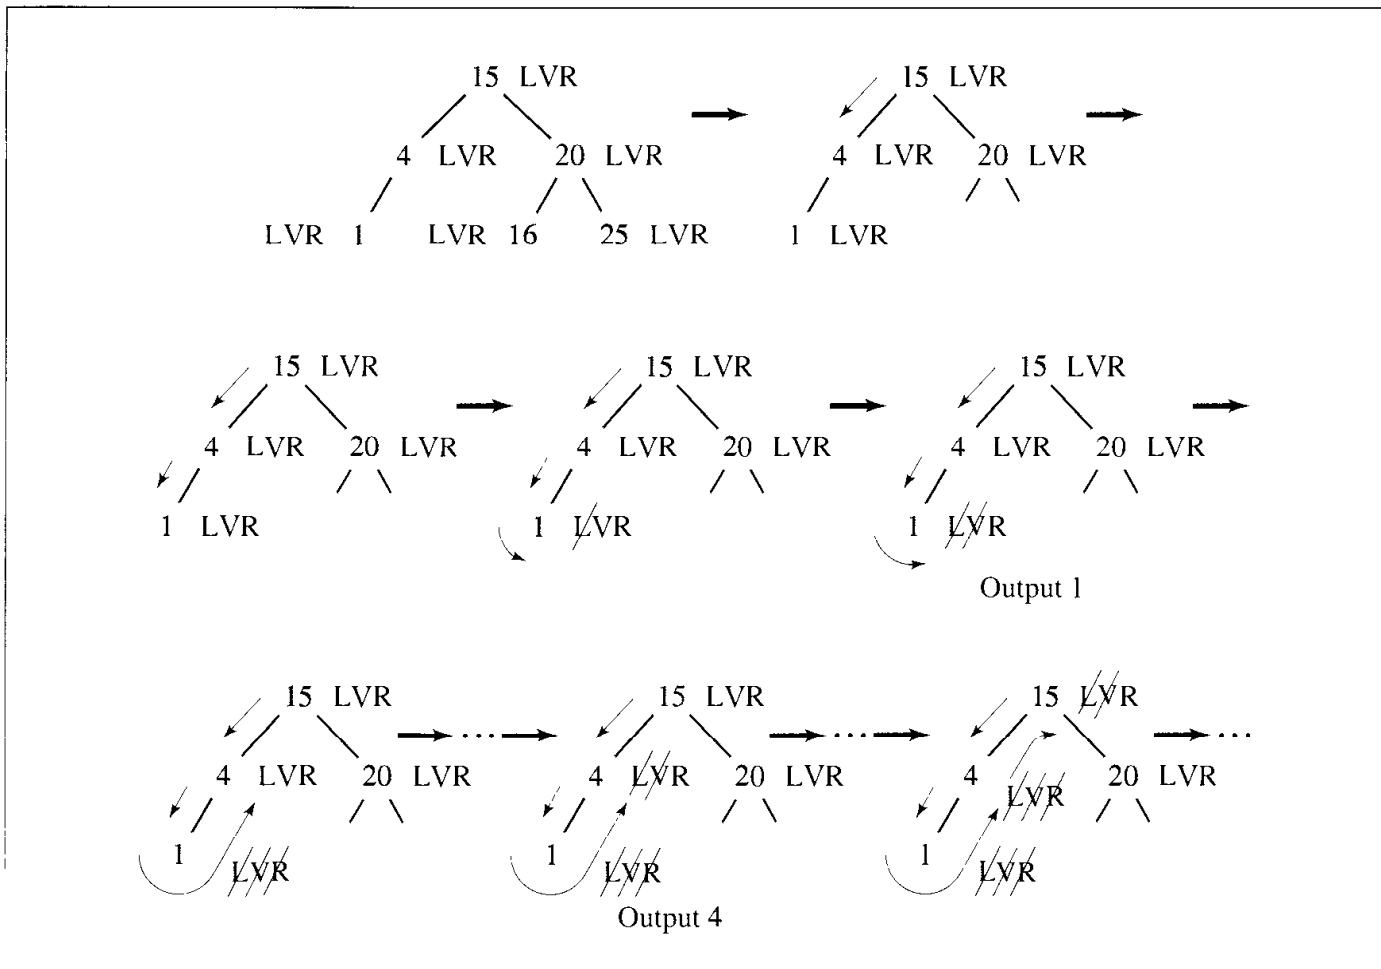 15 LVR 15 LVR
4 LVR 20 LVR 4 LVR 20 LVR
LVR 1 LVR 16 25 LVR 1 LVR
15 LVR 15 LVR 15 LVR
4 LVR 20 LVR 4 LVR 20 LVR 4 LVR 20 LVR
1 LVR 1 LVR 1 LVR
Output 1
15 LVR 15 LVR 15 LVR
... ... ...
4 LVR 20 LVR 4 LVR 20 LVR 4 20 LVR
LVR
1 1 1
LVR LVR LVR
Output 4